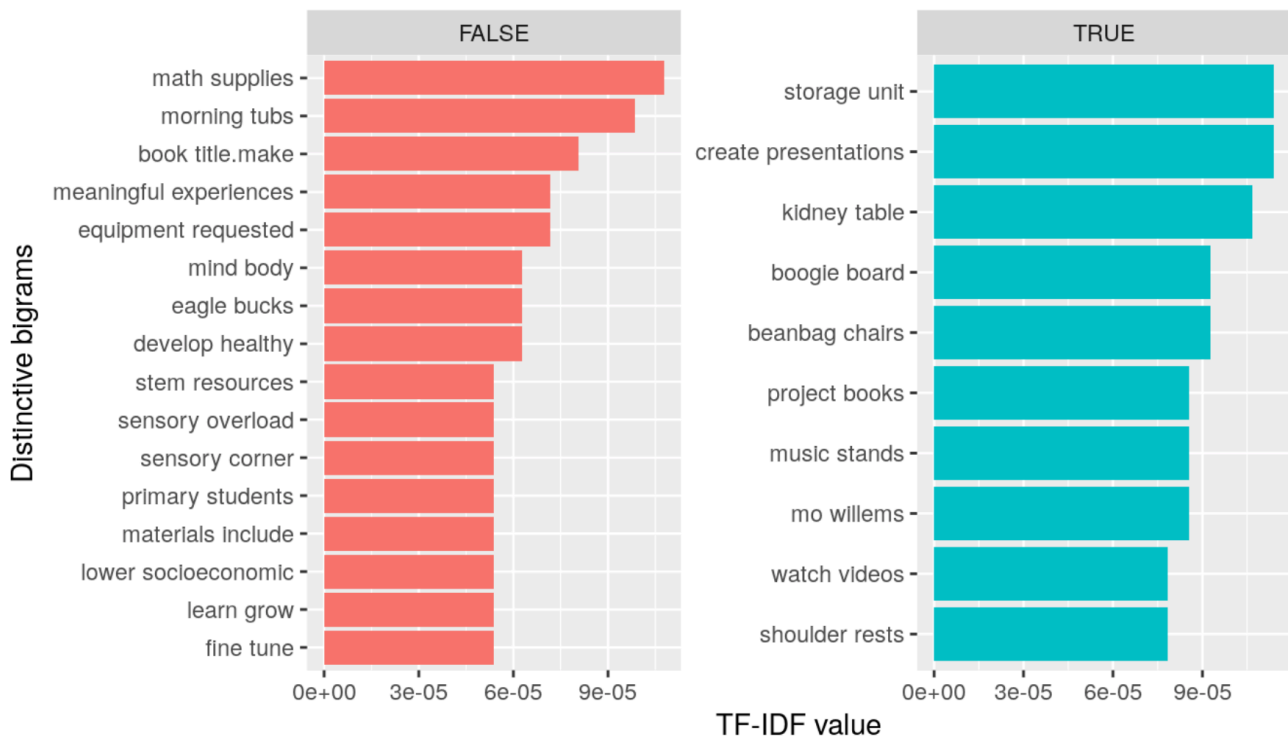 FALSE
TRUE
Distinctive bigrams
math supplies
morning tubs
book title.make
meaningful experiences
equipment requested
mind body
eagle bucks
develop healthy
stem resources
sensory overload
sensory corner
primary students
materials include
lower socioeconomic
learn grow
fine tune
0e+00 3e-05 6e-05 9e-05
storage unit
create presentations
kidney table
boogie board
beanbag chairs
project books
music stands
mo willems
watch videos
shoulder rests
0e+00 3e-05 6e-05 9e-05
TF-IDF value